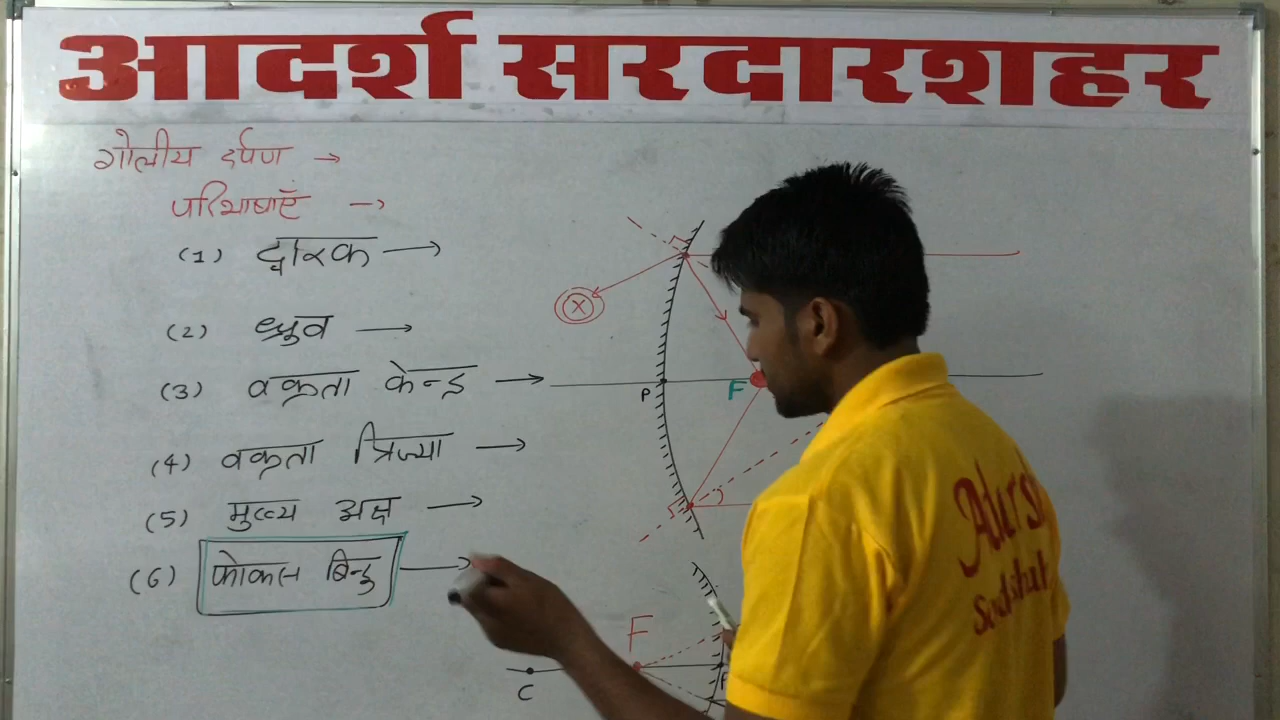 आदर्श सरदारशहर
गोलीय दर्पण →
परिभाषाएँ →
(1) द्वारक →
(2) ध्रुव →
(3) वक्रता केन्द्र →
(4) वक्रता त्रिज्या →
(5) मुख्य अक्ष →
(6) फोकस बिन्दु →
X
P
F
F
C
P